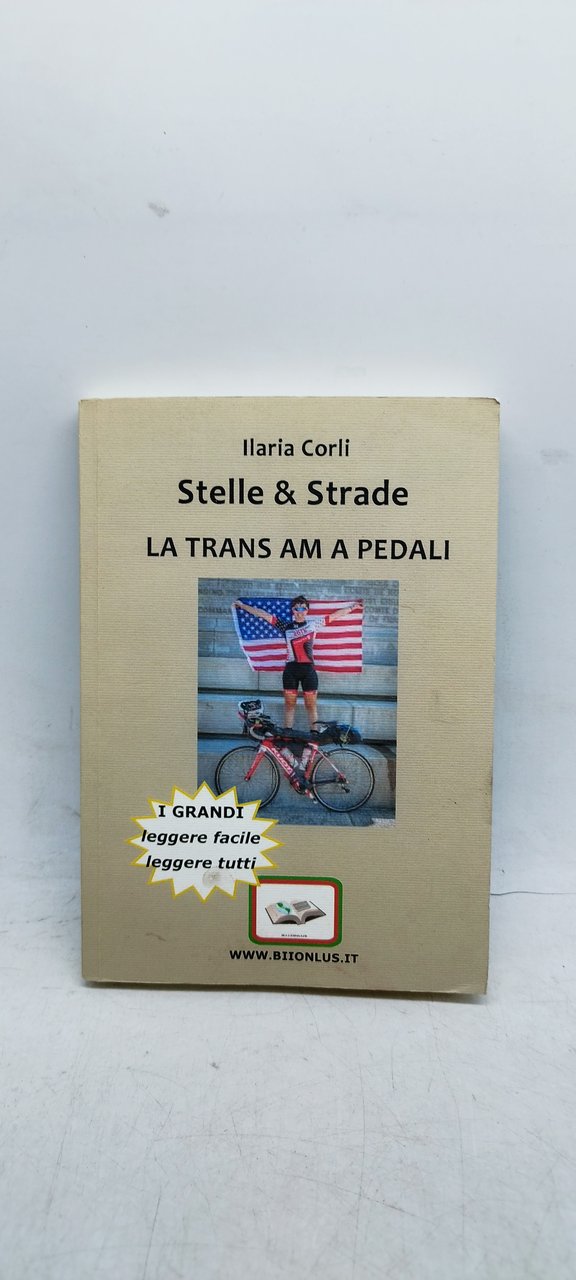 Ilaria Corli
Stelle & Strade
LA TRANS AM A PEDALI
I GRANDI
leggere facile
leggere tutti
WWW.BIIONLUS.IT